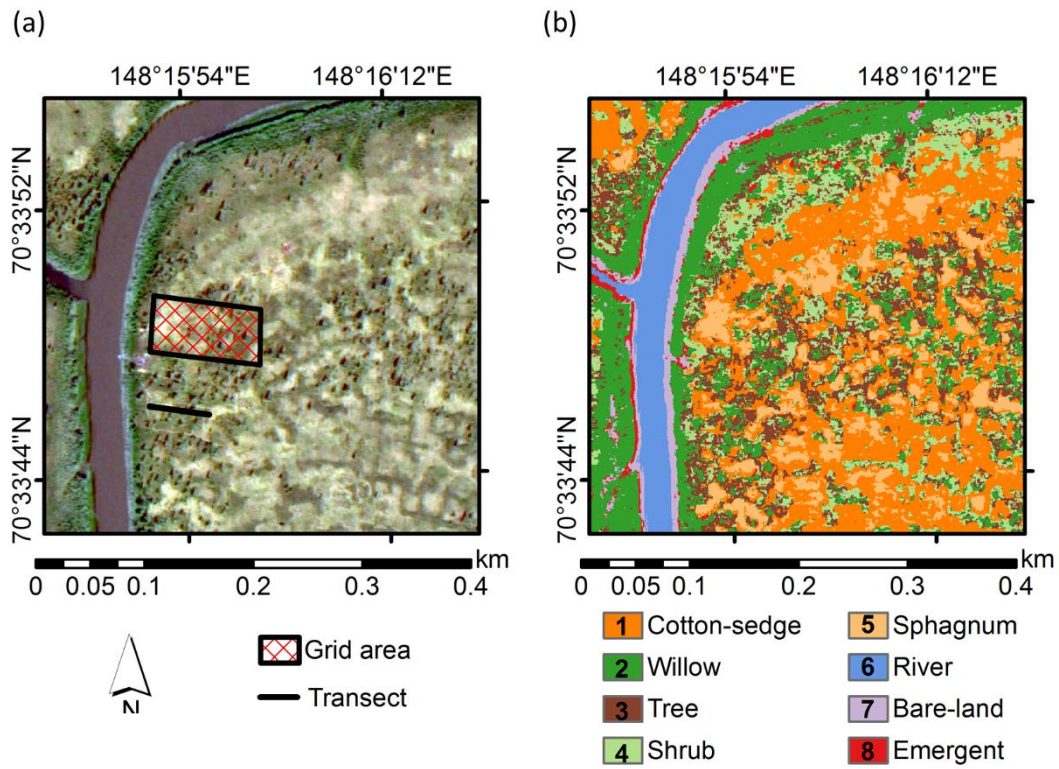 (a)
148°15'54"E 148°16'12"E
70°33'52"N
70°33'44"N
km
0 0.05 0.1 0.2 0.3 0.4
N
Grid area
Transect
(b)
148°15'54"E 148°16'12"E
70°33'52"N
70°33'44"N
km
0 0.05 0.1 0.2 0.3 0.4
1 Cotton-sedge
2 Willow
3 Tree
4 Shrub
5 Sphagnum
6 River
7 Bare-land
8 Emergent